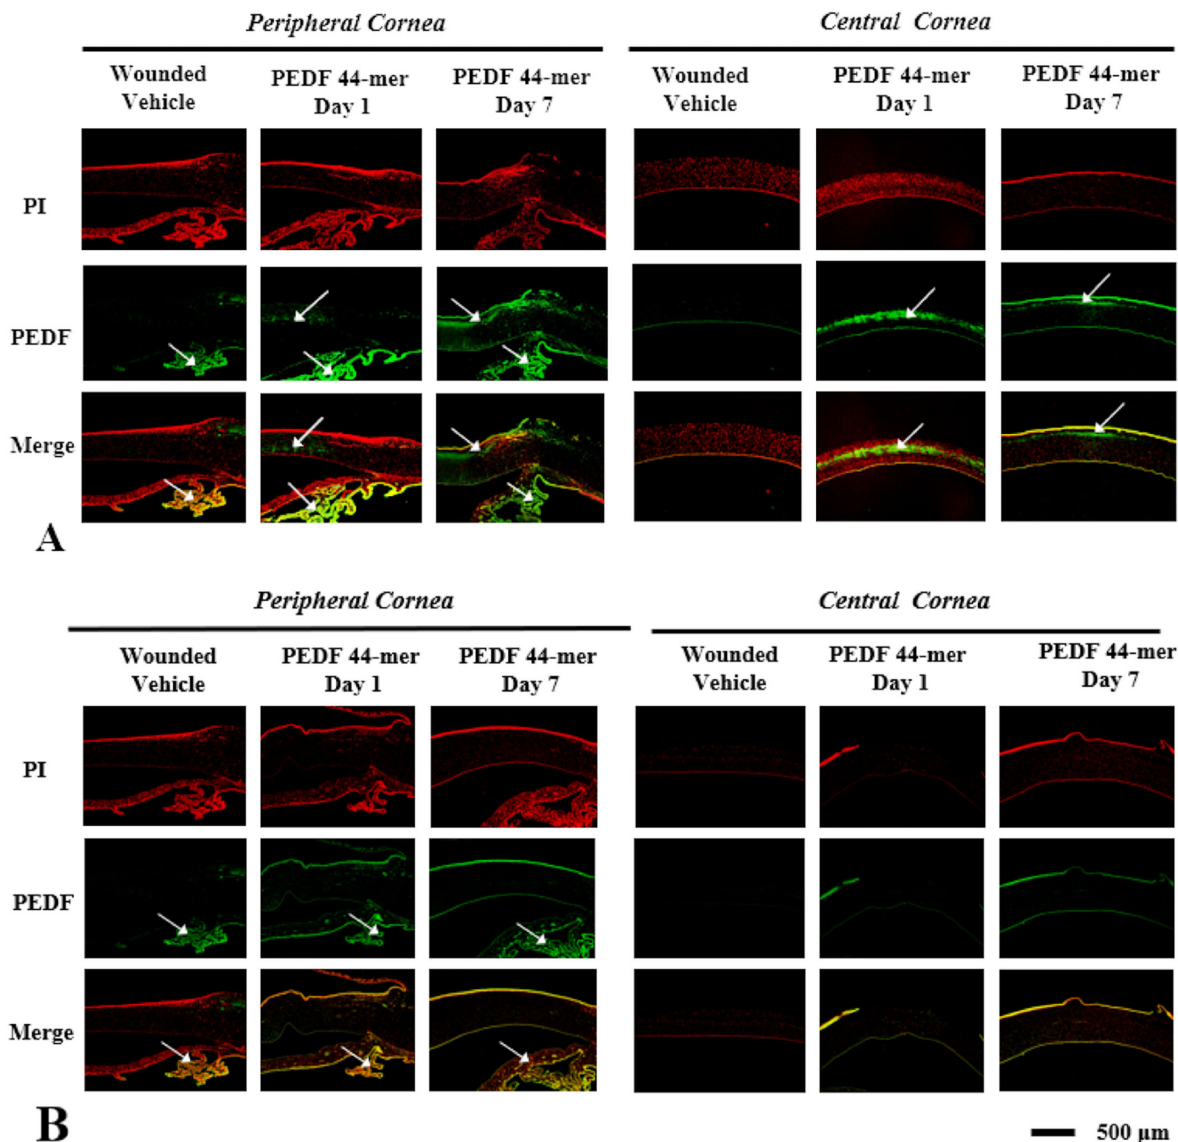 Peripheral Cornea
Central Cornea
Wounded
Vehicle
PEDF 44-mer
Day 1
PEDF 44-mer
Day 7
Wounded
Vehicle
PEDF 44-mer
Day 1
PEDF 44-mer
Day 7
PI
PEDF
Merge
A
Peripheral Cornea
Central Cornea
Wounded
Vehicle
PEDF 44-mer
Day 1
PEDF 44-mer
Day 7
Wounded
Vehicle
PEDF 44-mer
Day 1
PEDF 44-mer
Day 7
PI
PEDF
Merge
B
500 µm